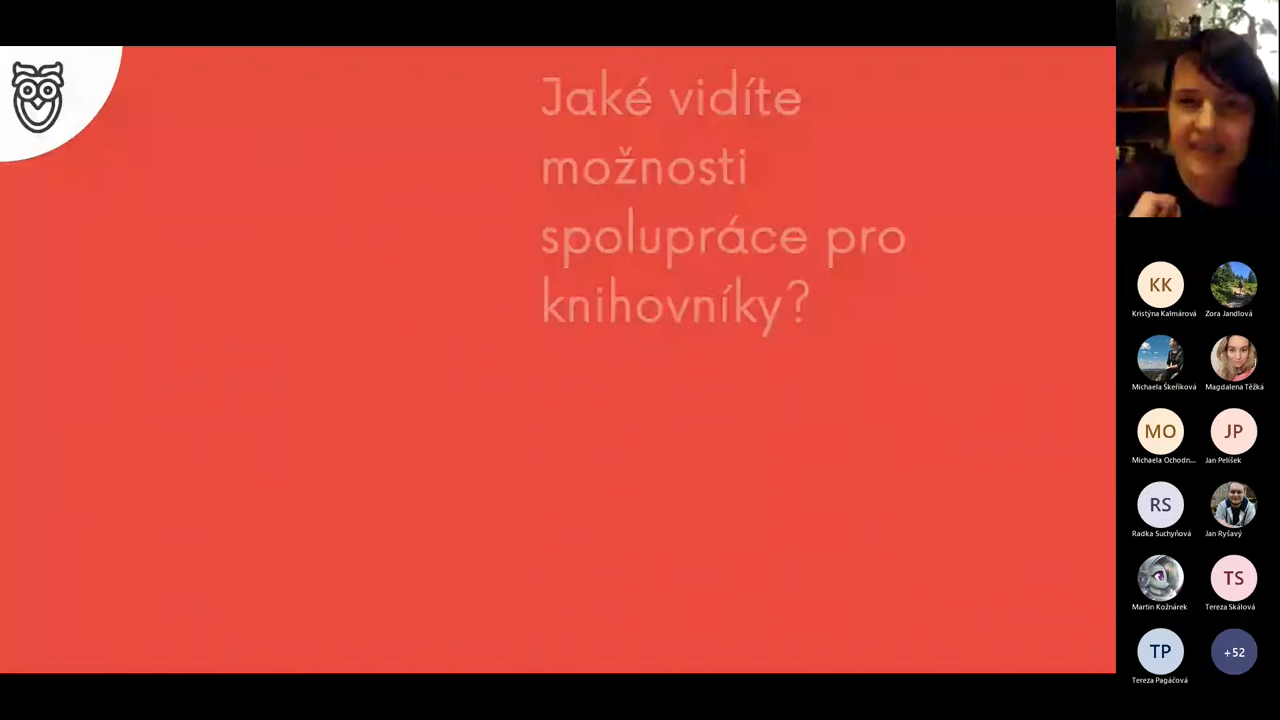 Jaké vidíte
možnosti
spolupráce pro
knihovníky?
KK
Kristýna Kalmárová
Zora Jandlová
Michaela Škeříková
Magdalena Těžká
MO
Michaela Ochodn...
JP
Jan Pelíšek
RS
Radka Suchyňová
Jan Ryšavý
Martin Kožnárek
TS
Tereza Skálová
TP
Tereza Pagáčová
+52